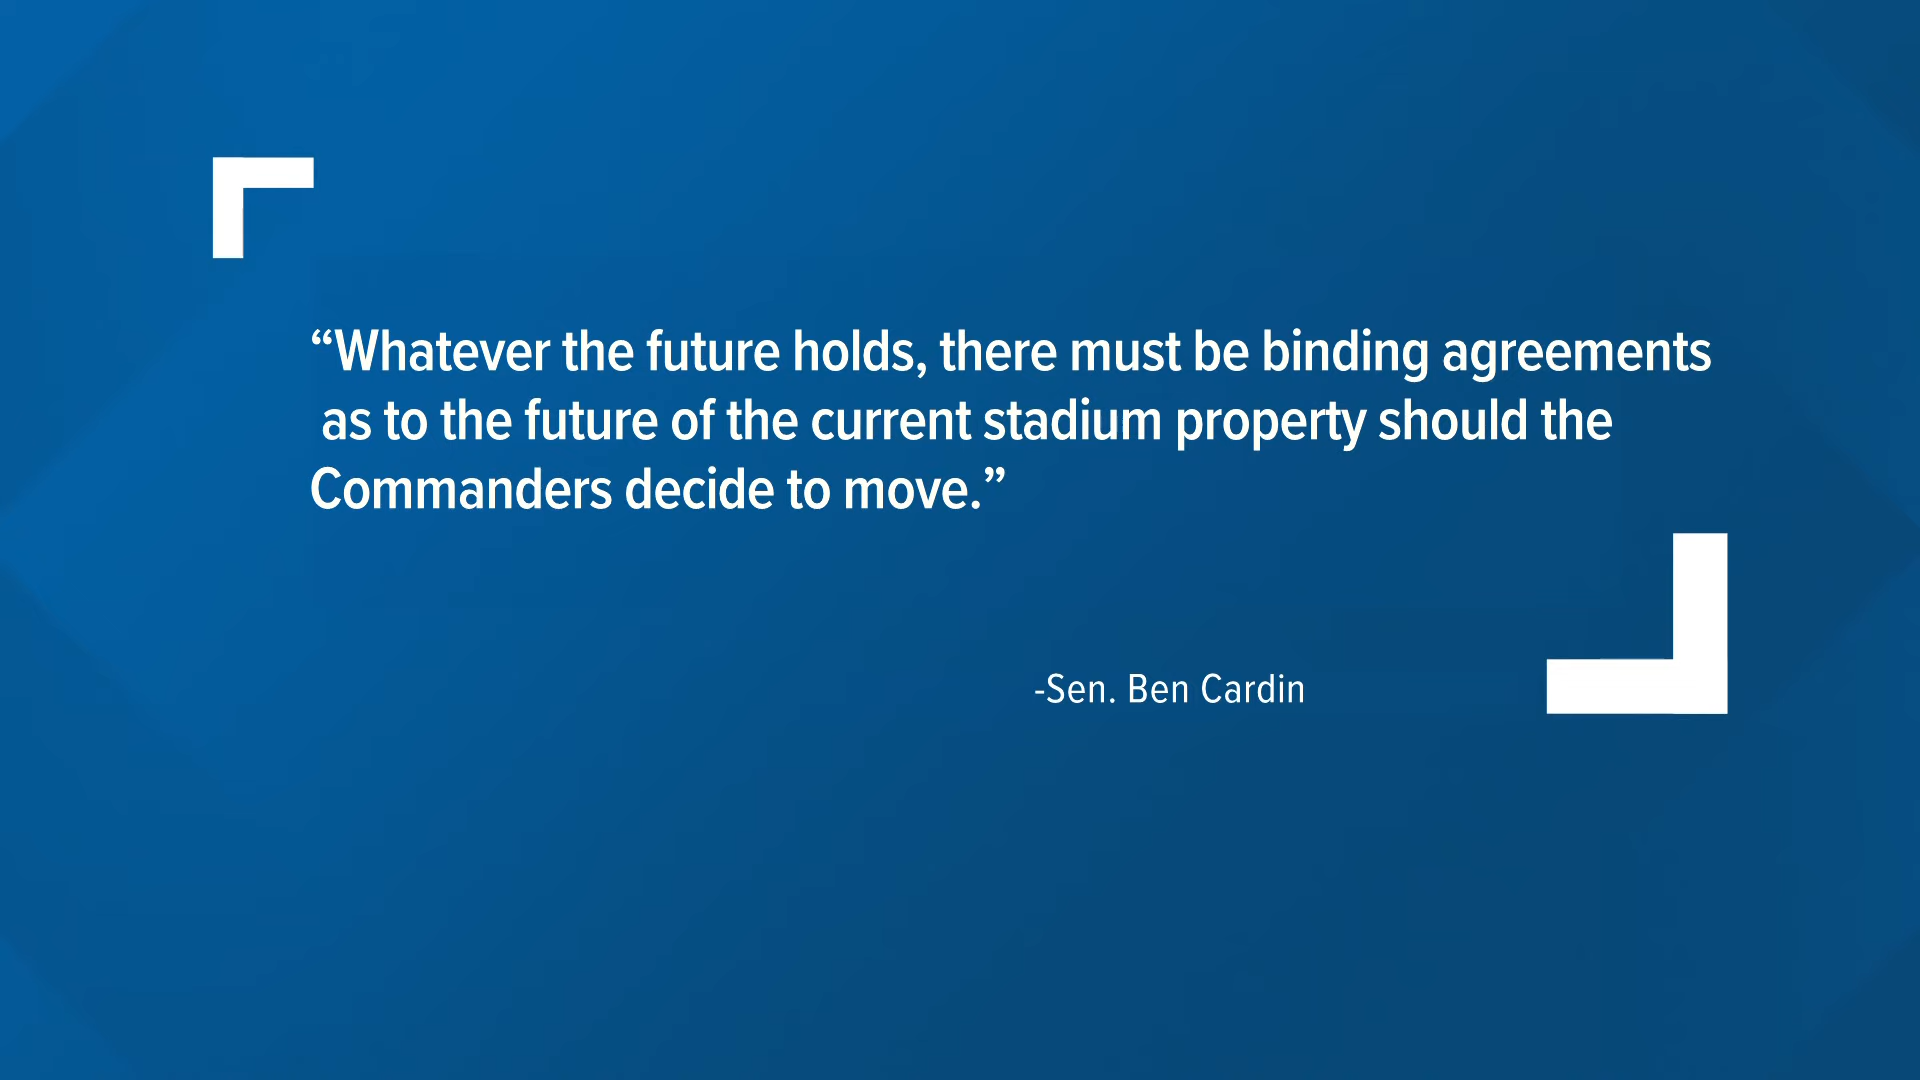 “Whatever the future holds, there must be binding agreements
as to the future of the current stadium property should the
Commanders decide to move.”
-Sen. Ben Cardin